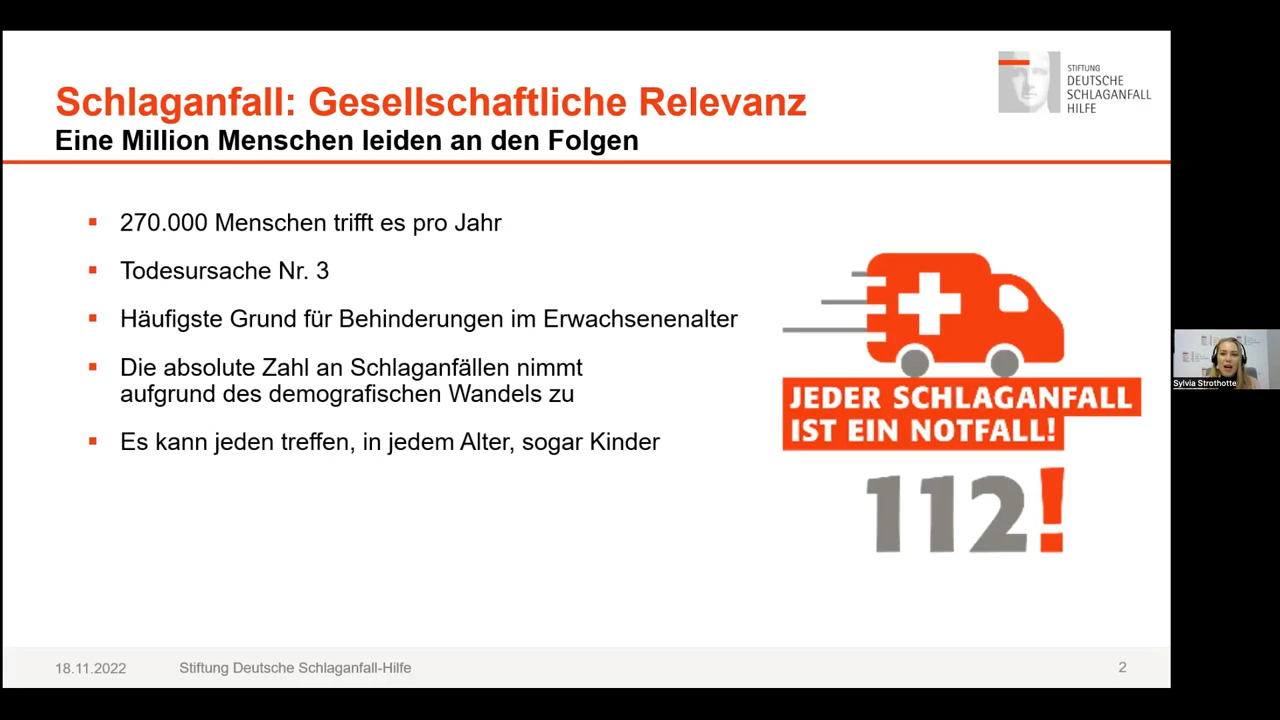 STIFTUNG
DEUTSCHE
SCHLAGANFALL
HILFE
Schlaganfall: Gesellschaftliche Relevanz
Eine Million Menschen leiden an den Folgen
270.000 Menschen trifft es pro Jahr
Todesursache Nr. 3
Häufigste Grund für Behinderungen im Erwachsenenalter
Die absolute Zahl an Schlaganfällen nimmt
aufgrund des demografischen Wandels zu
Es kann jeden treffen, in jedem Alter, sogar Kinder
JEDER SCHLAGANFALL
IST EIN NOTFALL!
112!
Sylvia Strothotte
18.11.2022 Stiftung Deutsche Schlaganfall-Hilfe 2